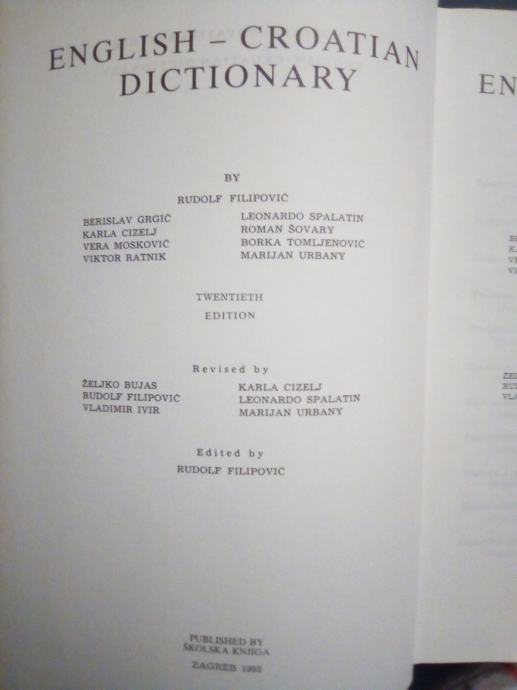 ENGLISH – CROATIAN
DICTIONARY
BY
RUDOLF FILIPOVIĆ
BERISLAV GRGIĆ
KARLA CIZELJ
VERA MOSKOVIĆ
VIKTOR RATNIK
LEONARDO SPALATIN
ROMAN ŠOVARY
BORKA TOMLJENOVIĆ
MARIJAN URBANY
TWENTIETH
EDITION
Revised by
ŽELJKO BUJAS
RUDOLF FILIPOVIĆ
VLADIMIR IVIR
KARLA CIZELJ
LEONARDO SPALATIN
MARIJAN URBANY
Edited by
RUDOLF FILIPOVIĆ
PUBLISHED BY
ŠKOLSKA KNJIGA
ZAGREB
EN